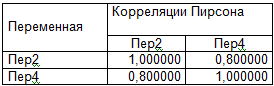 Переменная Корреляции Пирсона
Пер2 Пер4
Пер2 1,000000 0,800000
Пер4 0,800000 1,000000